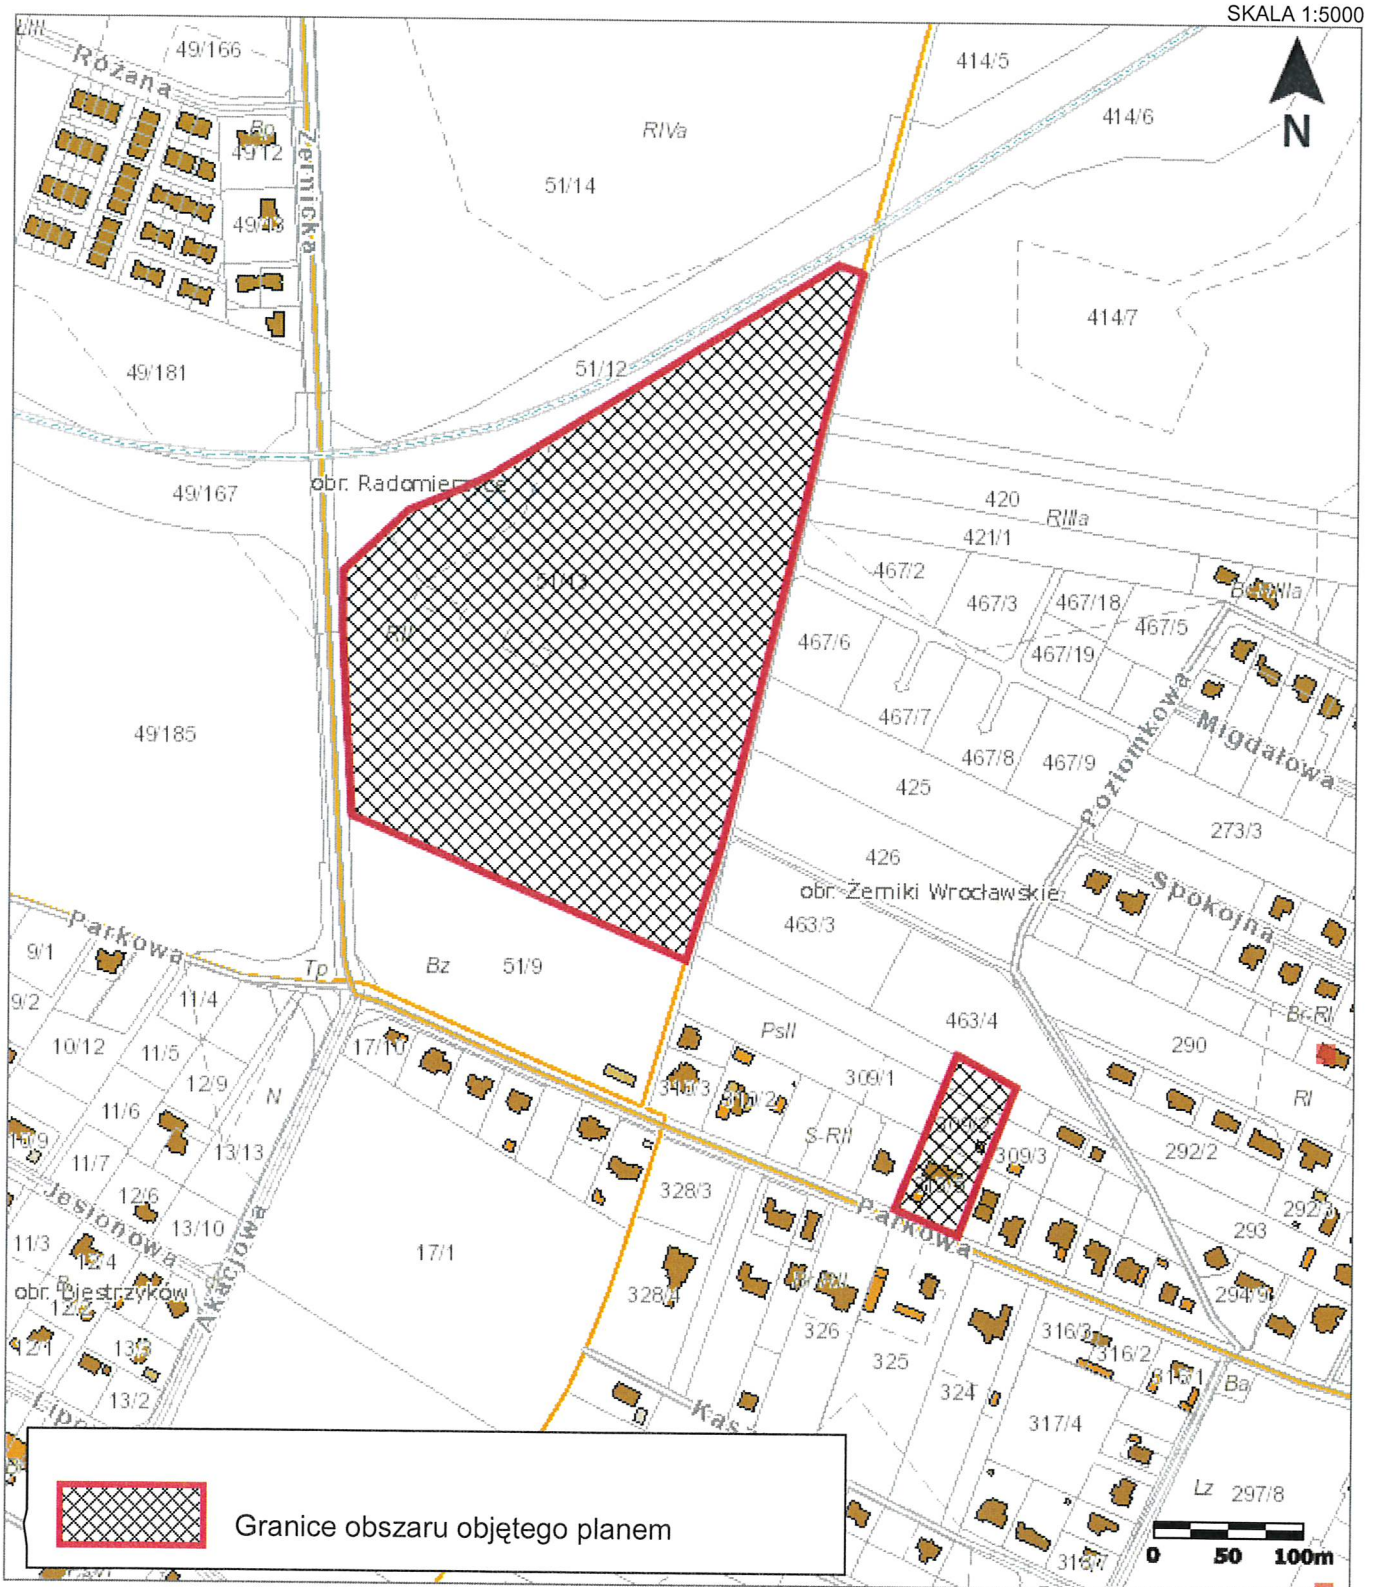 SKALA 1:5000
49/166
Różana
414/5
414/6
N
Bp
49/12
Żernicka
RIVa
51/14
49/181
414/7
51/12
49/167
obr. Radomierzyce
420
RIIIa
421/1
467/2
467/3
467/18
467/5
467/6
467/19
49/185
467/7
467/8
467/9
Poziomkowa
Migdałowa
425
273/3
426
obr. Żerniki Wrocławskie
Spokojna
463/3
Parkowa
9/1
Tp
Bz
51/9
9/2
11/4
463/4
PsII
Br-RI
10/12
11/5
17/10
290
12/9
309/1
N
RI
11/6
S-RII
309/3
292/2
13/13
11/7
12/6
328/3
Jesionowa
13/10
Akacjowa
Parkowa
293
11/3
17/1
obr. Biestrzyków
328/4
294/9
326
316/3
325
316/2
13/2
324
Ba
317/4
Lz
297/8
Granice obszaru objętego planem
0 50 100m